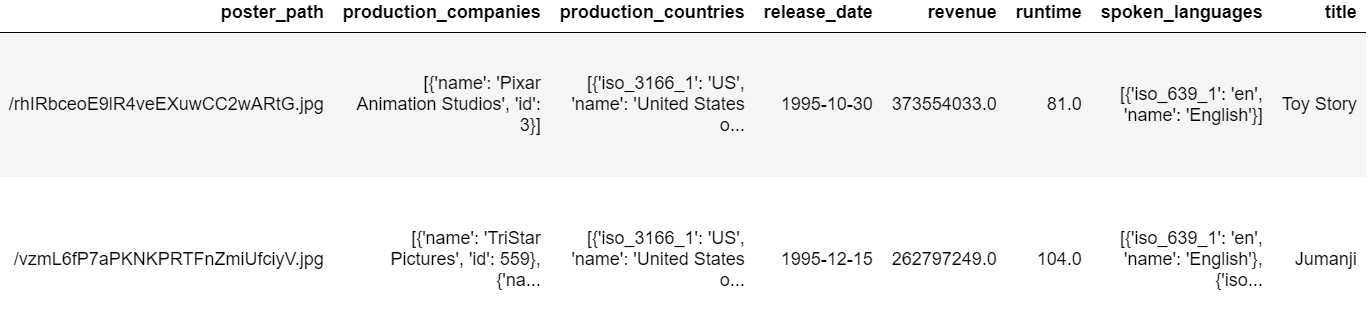 poster_path production_companies production_countries release_date revenue runtime spoken_languages title
[{'name': 'Pixar [{'iso_3166_1': 'US',
[{'iso_639_1': 'en',
/rhIRbceoE9lR4veEXuwCC2wARtG.jpg Animation Studios', 'id': 'name': 'United States 1995-10-30 373554033.0 81.0 Toy Story
'name': 'English'}]
3}] o...
[{'name': 'TriStar [{'iso_3166_1': 'US', [{'iso_639_1': 'en',
/vzmL6fP7aPKNKPRTFnZmiUfciyV.jpg Pictures', 'id': 559}, 'name': 'United States 1995-12-15 262797249.0 104.0 'name': 'English'}, Jumanji
{'na... o... {'iso...